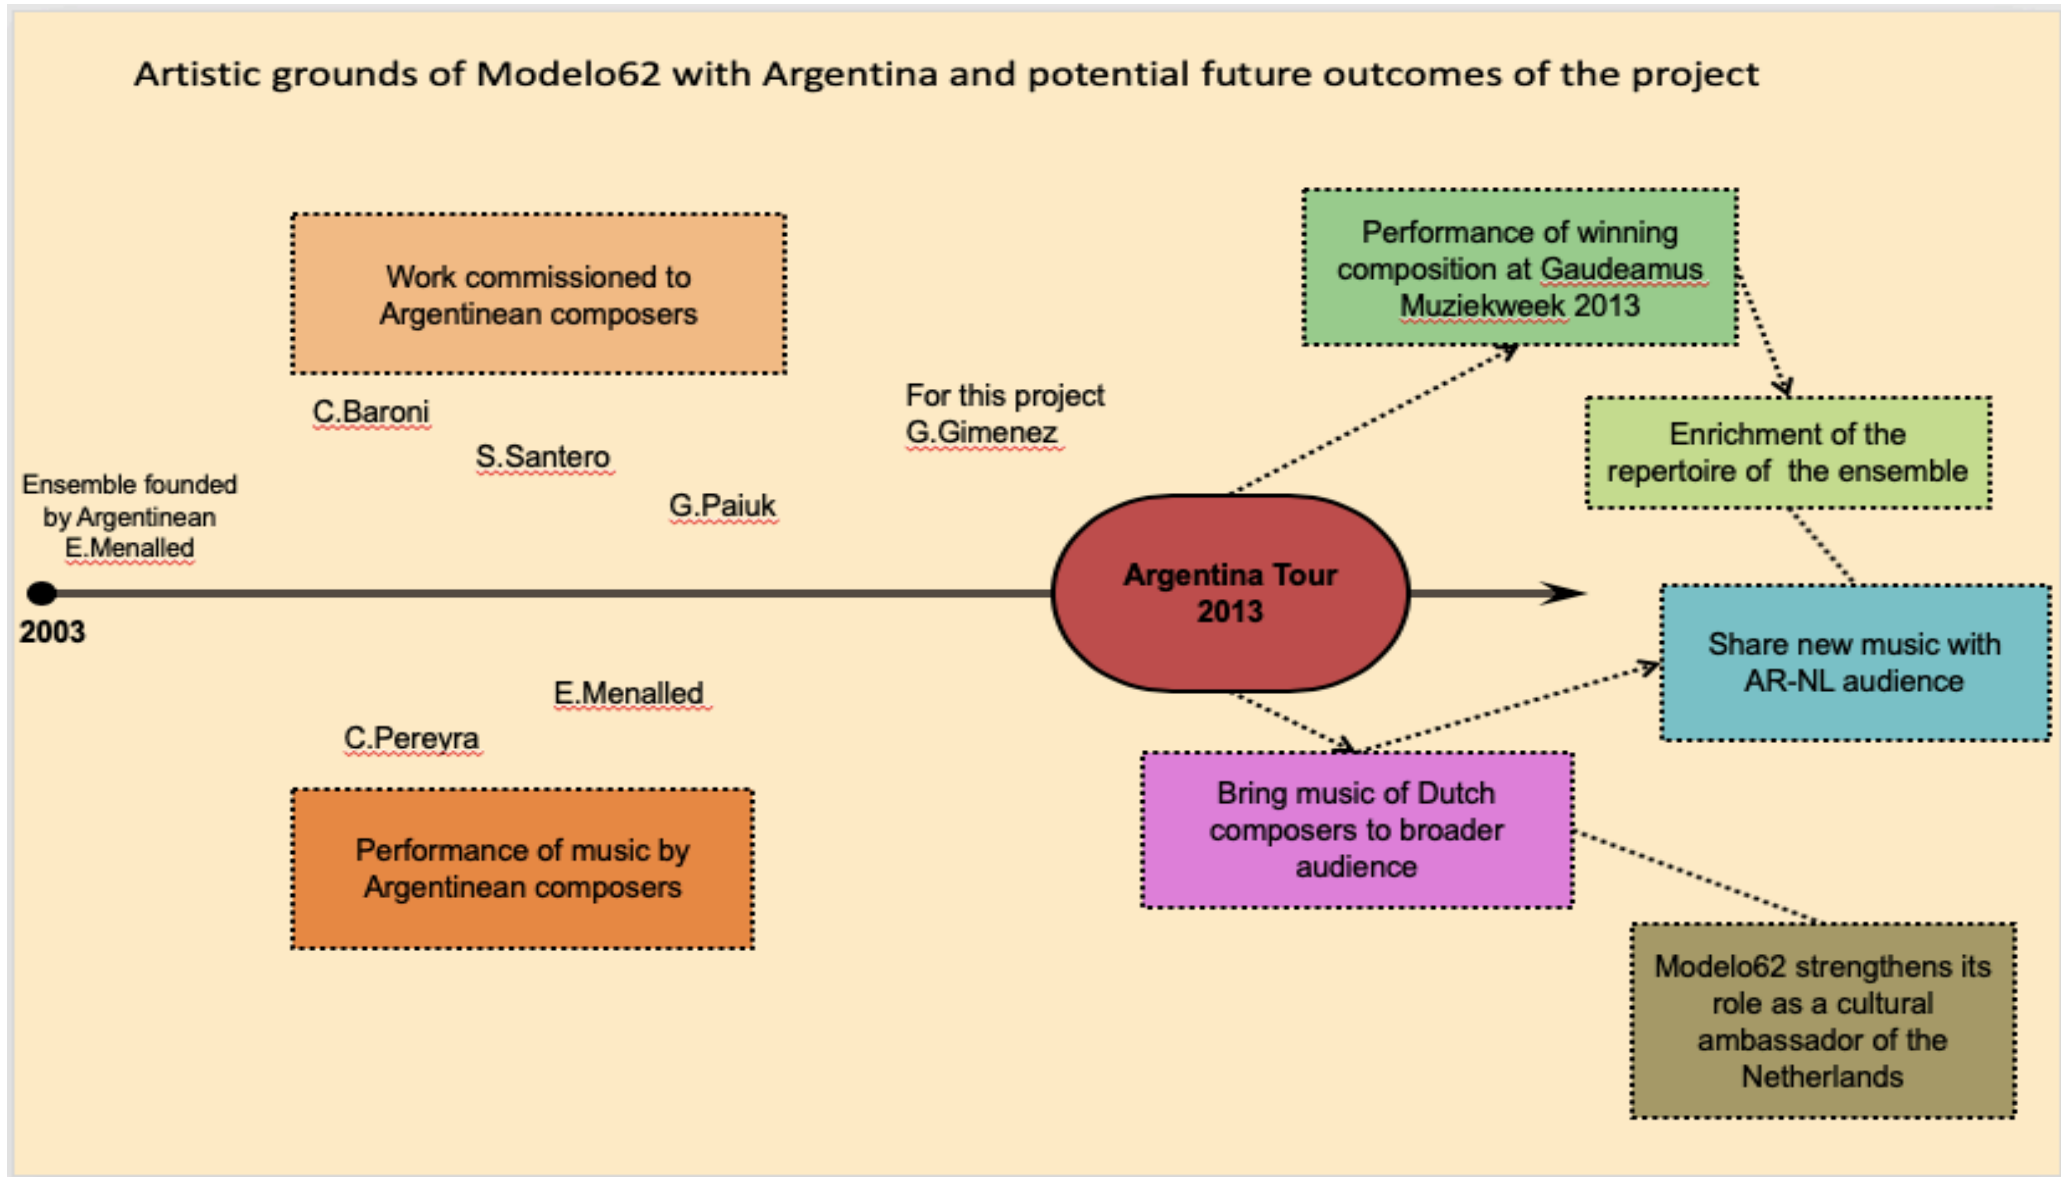 Artistic grounds of Modelo62 with Argentina and potential future outcomes of the project
Work commissioned to
Argentinean composers
C.Baroni
S.Santero
G.Paiuk
For this project
G.Gimenez
Ensemble founded
by Argentinean
E.Menalled
2003
E.Menalled
C.Pereyra
Performance of music by
Argentinean composers
Argentina Tour
2013
Performance of winning
composition at Gaudeamus
Muziekweek 2013
Enrichment of the
repertoire of  the ensemble
Share new music with
AR-NL audience
Bring music of Dutch
composers to broader
audience
Modelo62 strengthens its
role as a cultural
ambassador of the
Netherlands